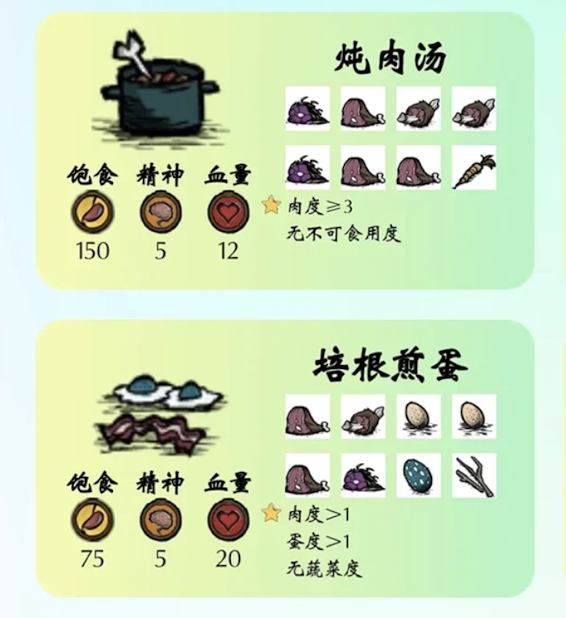 炖肉汤
饱食 精神 血量
150 5 12
肉度≥3
无不可食用度
培根煎蛋
饱食 精神 血量
75 5 20
肉度>1
蛋度>1
无蔬菜度